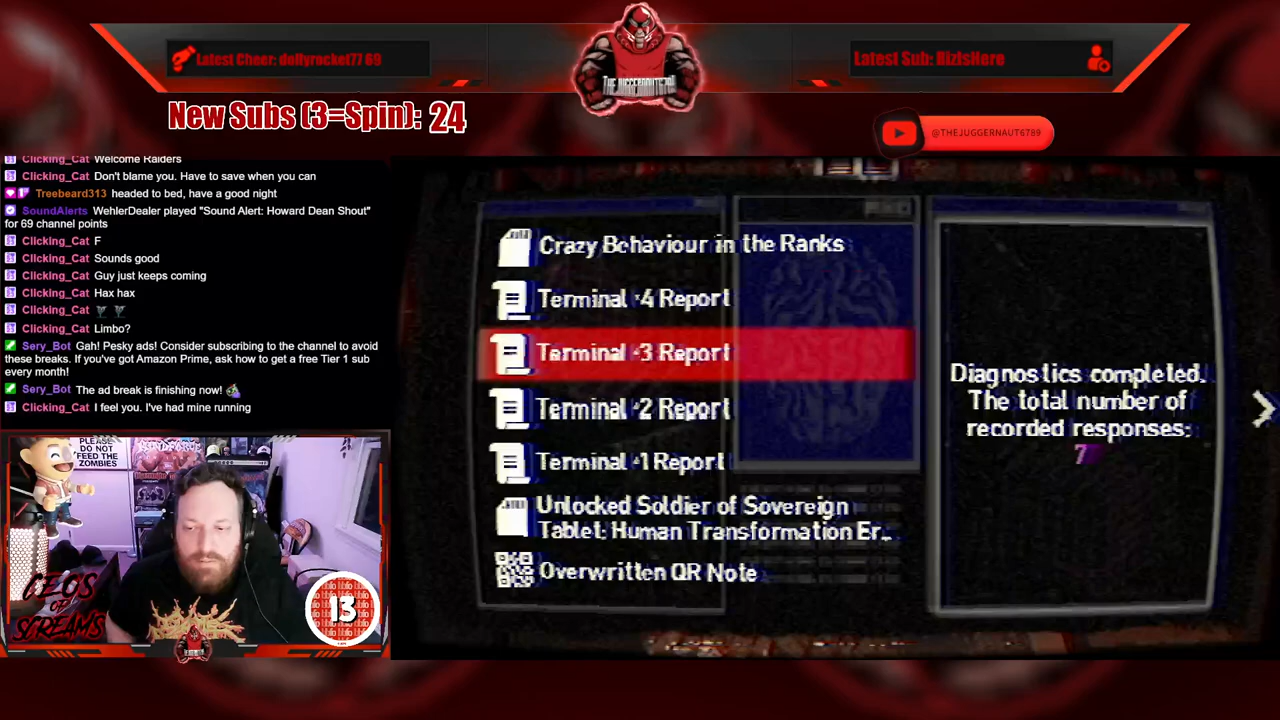 Latest Cheer: dollyrocket77 89
Latest Sub: RizIsHere
THEJUGGERNAUT6789
New Subs (3=Spin): 24
@THEJUGGERNAUT6789
Clicking_Cat Welcome Raiders
Clicking_Cat Don't blame you. Have to save when you can
Treebeard313 headed to bed, have a good night
SoundAlerts WehlerDealer played "Sound Alert: Howard Dean Shout"
for 69 channel points
Clicking_Cat F
Clicking_Cat Sounds good
Clicking_Cat Guy just keeps coming
Clicking_Cat Hax hax
Clicking_Cat
Clicking_Cat Limbo?
Sery_Bot Gah! Pesky ads! Consider subscribing to the channel to avoid
these breaks. If you've got Amazon Prime, ask how to get a free Tier 1 sub
every month!
Sery_Bot The ad break is finishing now!
Clicking_Cat I feel you. I've had mine running
Crazy Behaviour in the Ranks
Terminal #4 Report
Terminal #3 Report
Terminal #2 Report
Terminal #1 Report
Unlocked Soldier of Sovereign
Tablet: Human Transformation Er...
Overwritten QR Note
Diagnostics completed.
The total number of
recorded responses:
7
PLEASE
DO NOT
FEED THE
ZOMBIES
CEO'S
OF
SCREAMS
13